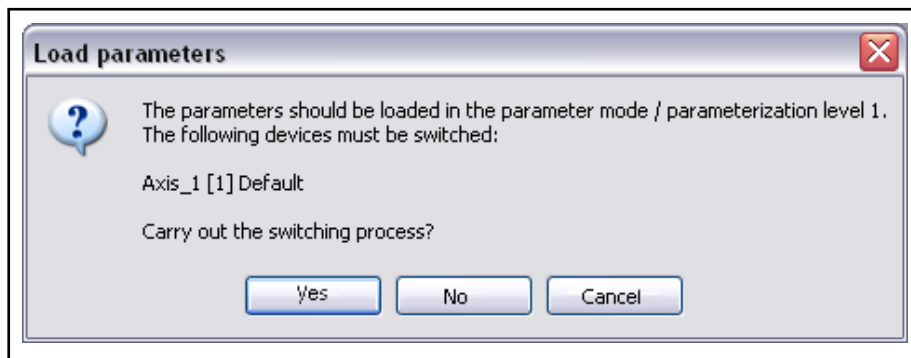 Load parameters
The parameters should be loaded in the parameter mode / parameterization level 1.
The following devices must be switched:
Axis_1 [1] Default
Carry out the switching process?
Yes
No
Cancel